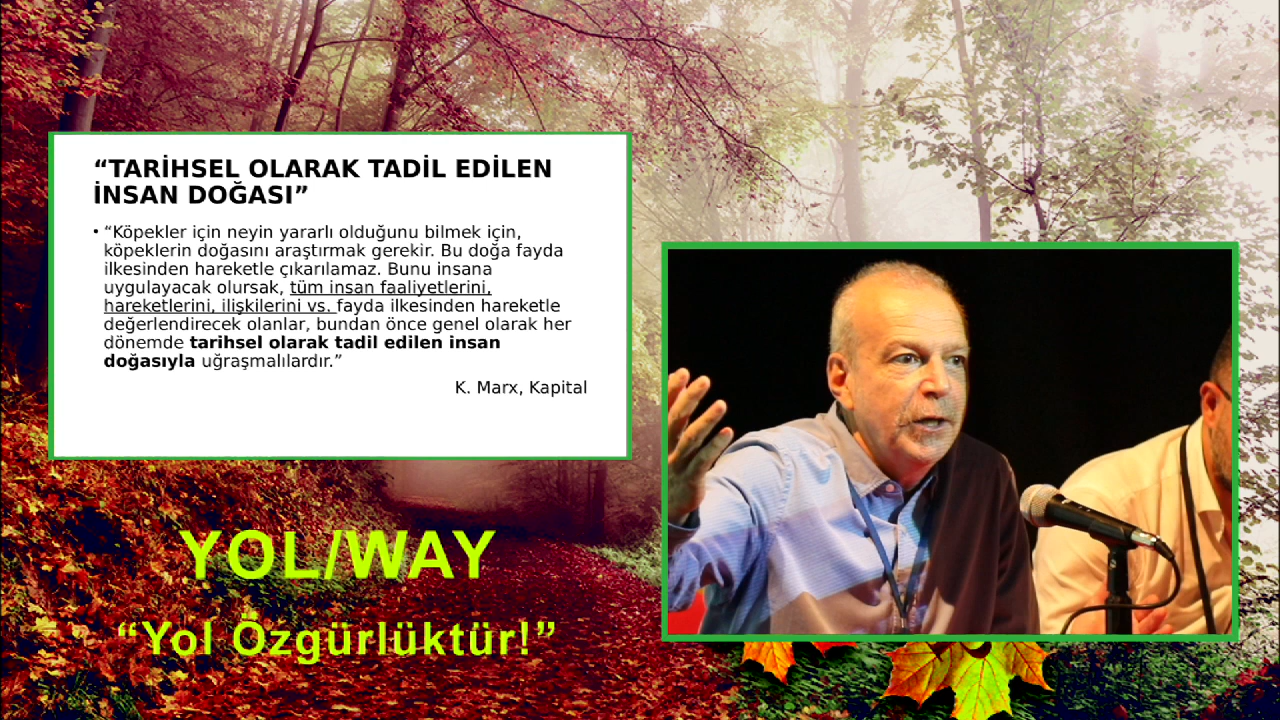 “TARİHSEL OLARAK TADİL EDİLEN
İNSAN DOĞASI”
• “Köpekler için neyin yararlı olduğunu bilmek için,
köpeklerin doğasını araştırmak gerekir. Bu doğa fayda
ilkesinden hareketle çıkarılamaz. Bunu insana
uygulayacak olursak, tüm insan faaliyetlerini,
hareketlerini, ilişkilerini vs. fayda ilkesinden hareketle
değerlendirecek olanlar, bundan önce genel olarak her
dönemde tarihsel olarak tadil edilen insan
doğasıyla uğraşmalılardır.”
K. Marx, Kapital
YOL/WAY
“Yol Özgürlüktür!”